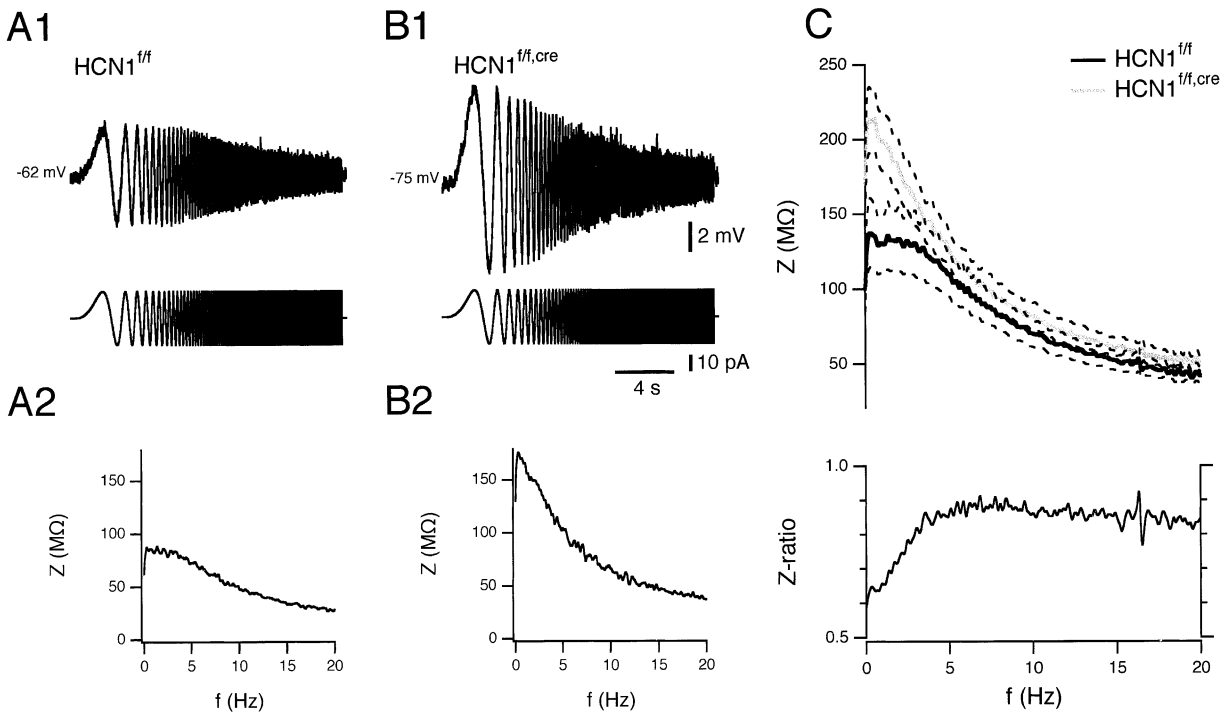 A1
HCN1f/f
-62 mV
B1
HCN1f/f,cre
-75 mV
2 mV
10 pA
4 s
A2
150
100
50
0
Z (MΩ)
0 5 10 15 20
f (Hz)
B2
150
100
50
0
Z (MΩ)
0 5 10 15 20
f (Hz)
C
HCN1f/f
HCN1f/f,cre
250
200
150
100
50
Z (MΩ)
1.0
0.5
Z-ratio
0 5 10 15 20
f (Hz)